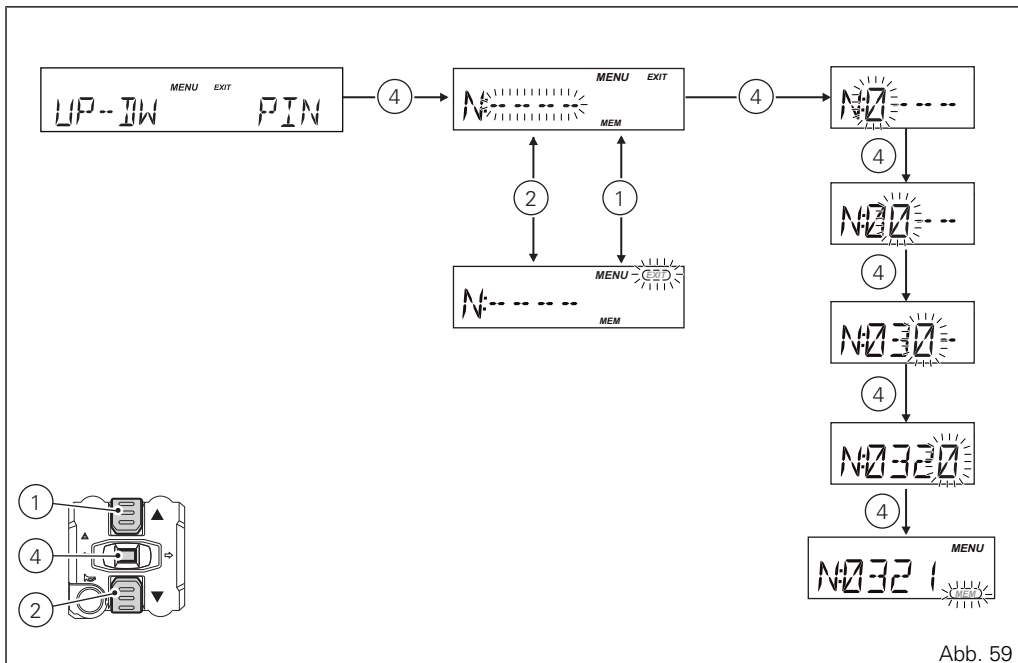 MENU EXIT
UP-DW PIN
4
MENU EXIT
N:----
MEM
4
N:0---
4
N:00--
2
1
4
MENU EXIT
N:----
MEM
N:030-
4
N:0320
4
MENU
N:0321
MEM
1
4
2
Abb. 59